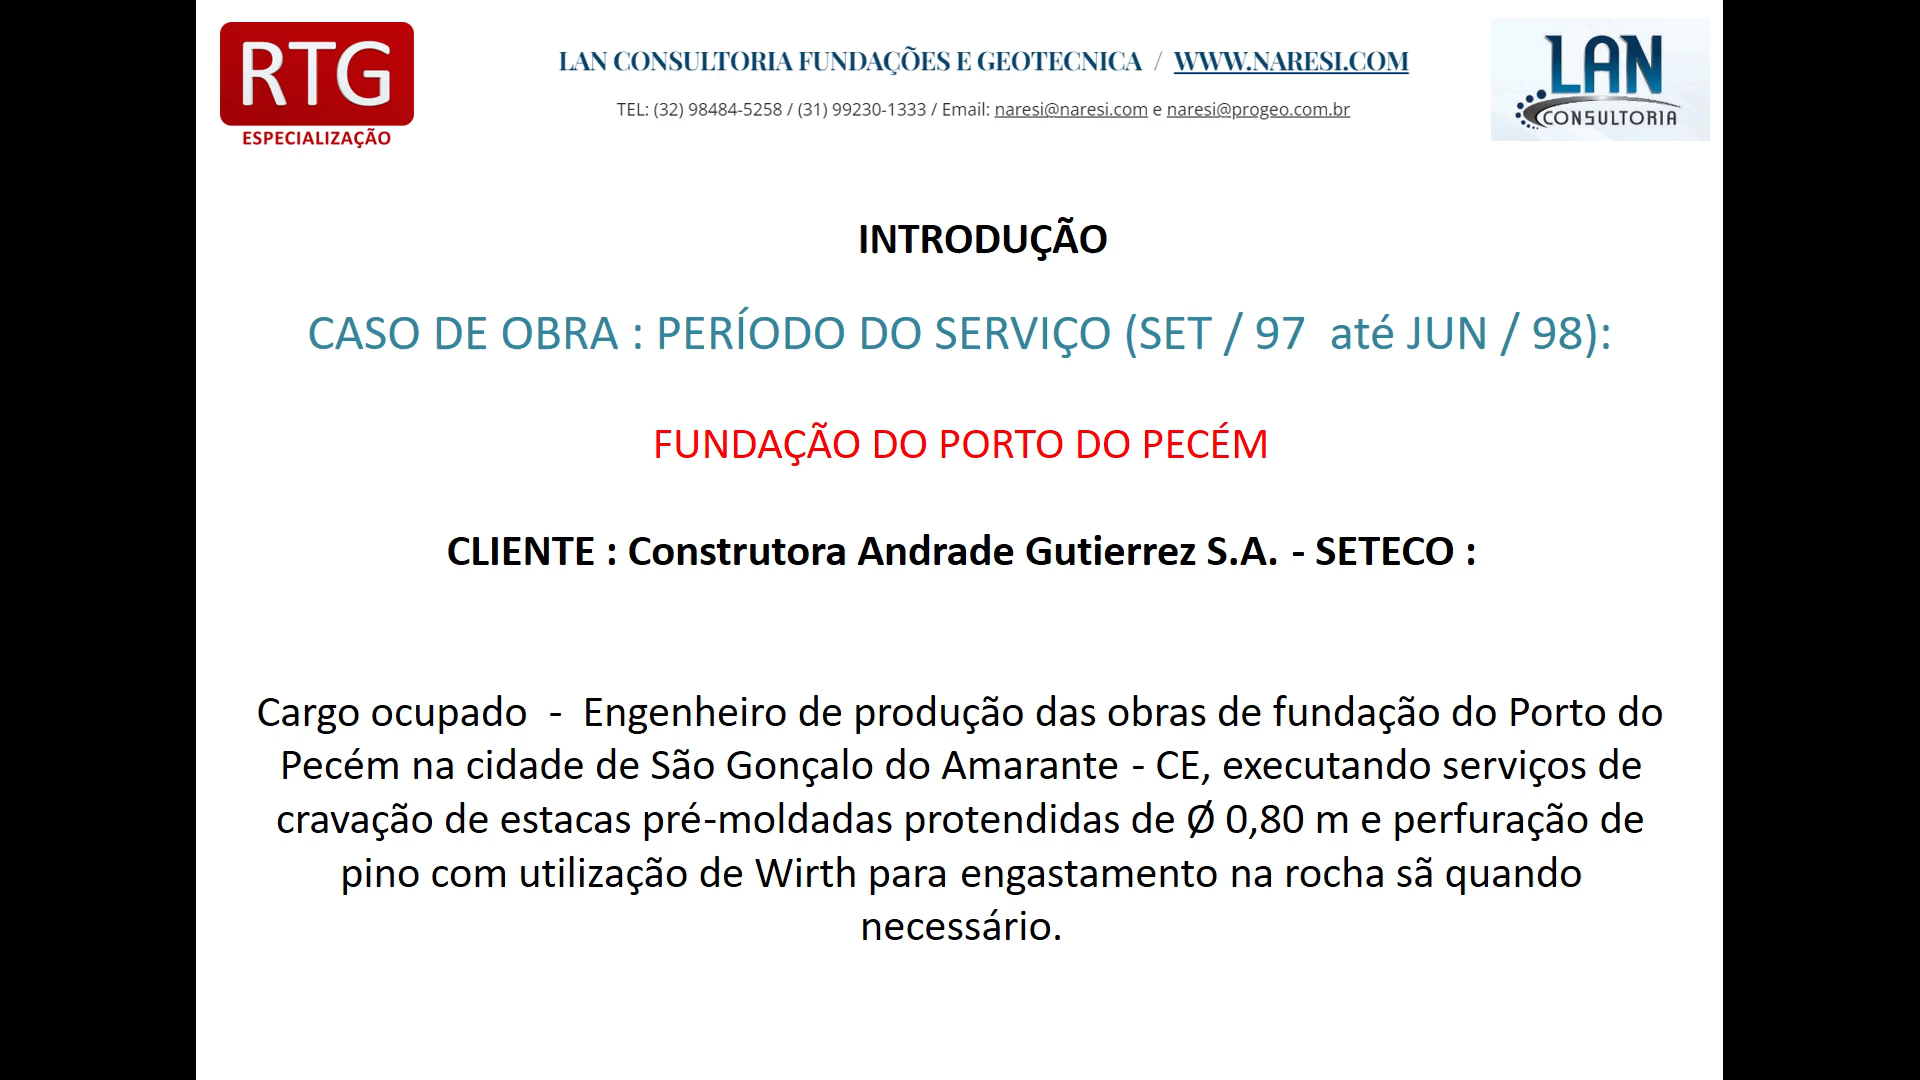 RTG
ESPECIALIZAÇÃO
LAN CONSULTORIA FUNDAÇÕES E GEOTECNICA / WWW.NARESI.COM
TEL: (32) 98484-5258 / (31) 99230-1333 / Email: naresi@naresi.com e naresi@progeo.com.br
LAN
CONSULTORIA
INTRODUÇÃO
CASO DE OBRA : PERÍODO DO SERVIÇO (SET / 97 até JUN / 98):
FUNDAÇÃO DO PORTO DO PECÉM
CLIENTE : Construtora Andrade Gutierrez S.A. - SETECO :
Cargo ocupado - Engenheiro de produção das obras de fundação do Porto do
Pecém na cidade de São Gonçalo do Amarante - CE, executando serviços de
cravação de estacas pré-moldadas protendidas de Ø 0,80 m e perfuração de
pino com utilização de Wirth para engastamento na rocha sã quando
necessário.